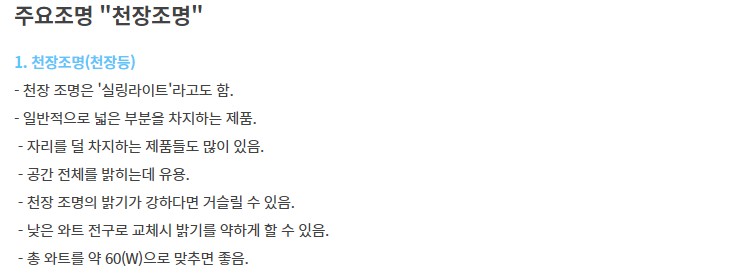 주요조명 "천장조명"
1. 천장조명(천장등)
- 천장 조명은 '실링라이트'라고도 함.
- 일반적으로 넓은 부분을 차지하는 제품.
- 자리를 덜 차지하는 제품들도 많이 있음.
- 공간 전체를 밝히는데 유용.
- 천장 조명의 밝기가 강하다면 거슬릴 수 있음.
- 낮은 와트 전구로 교체시 밝기를 약하게 할 수 있음.
- 총 와트를 약 60(W)으로 맞추면 좋음.